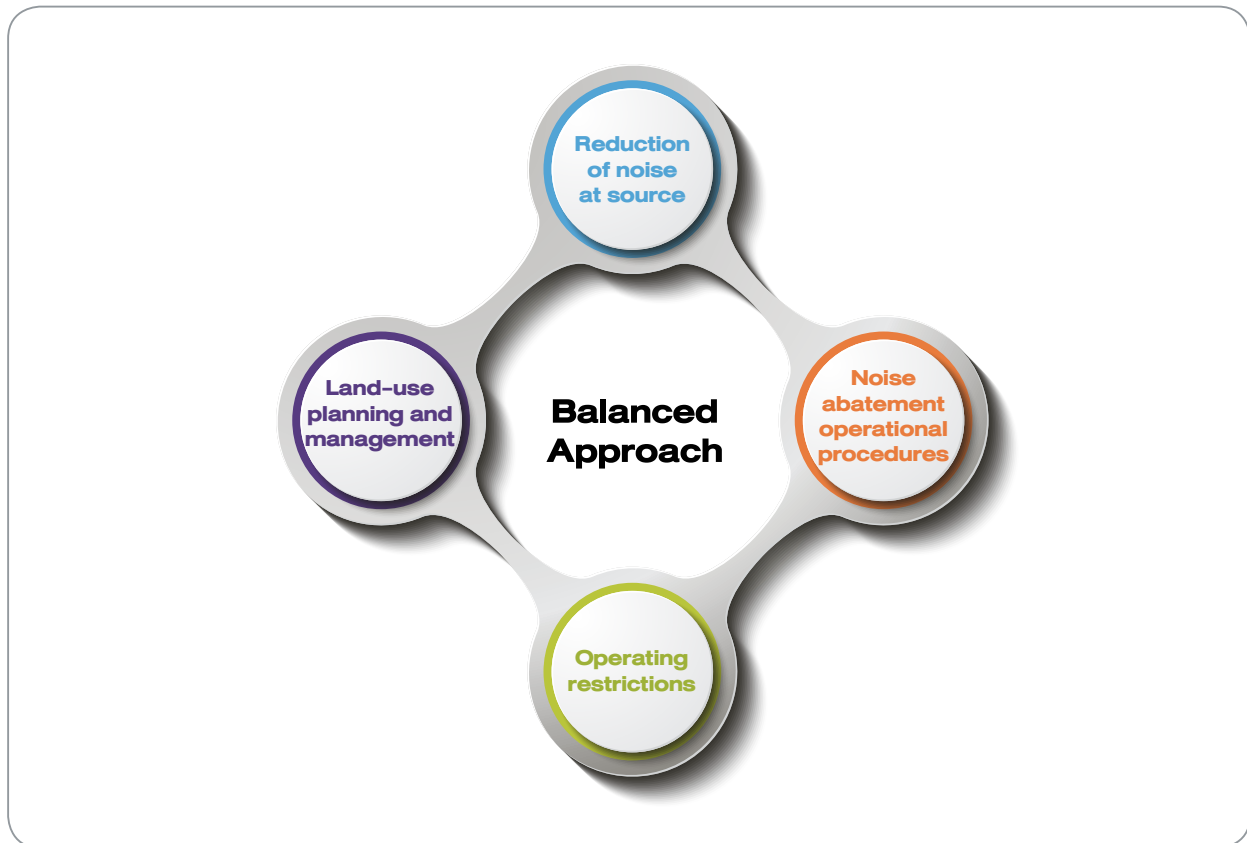 Reduction
of noise
at source
Land-use
planning and
management
Balanced
Approach
Noise
abatement
operational
procedures
Operating
restrictions